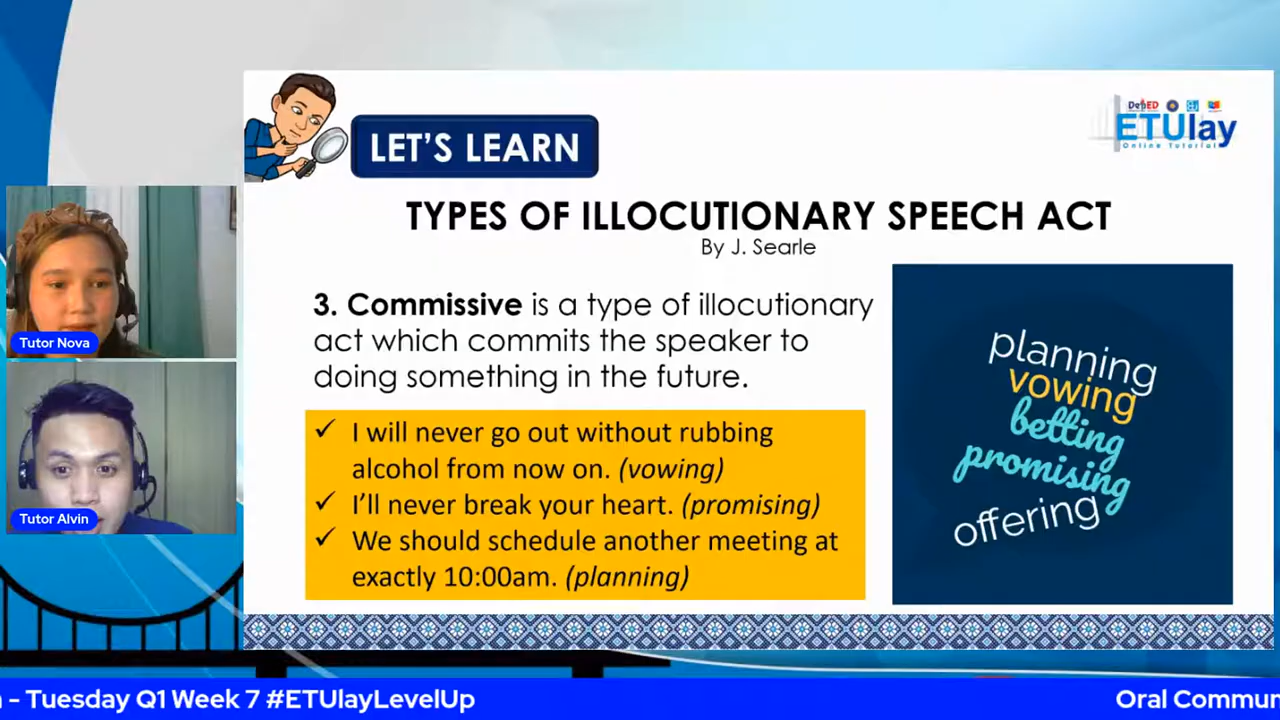 LET'S LEARN
DepED
ETUlay
Online Tutorial
TYPES OF ILLOCUTIONARY SPEECH ACT
By J. Searle
3. Commissive is a type of illocutionary
act which commits the speaker to
doing something in the future.
✓ I will never go out without rubbing
alcohol from now on. (vowing)
✓ I'll never break your heart. (promising)
✓ We should schedule another meeting at
exactly 10:00am. (planning)
planning
vowing
betting
promising
offering
Tutor Nova
Tutor Alvin
– Tuesday Q1 Week 7 #ETUlayLevelUp
Oral Commun